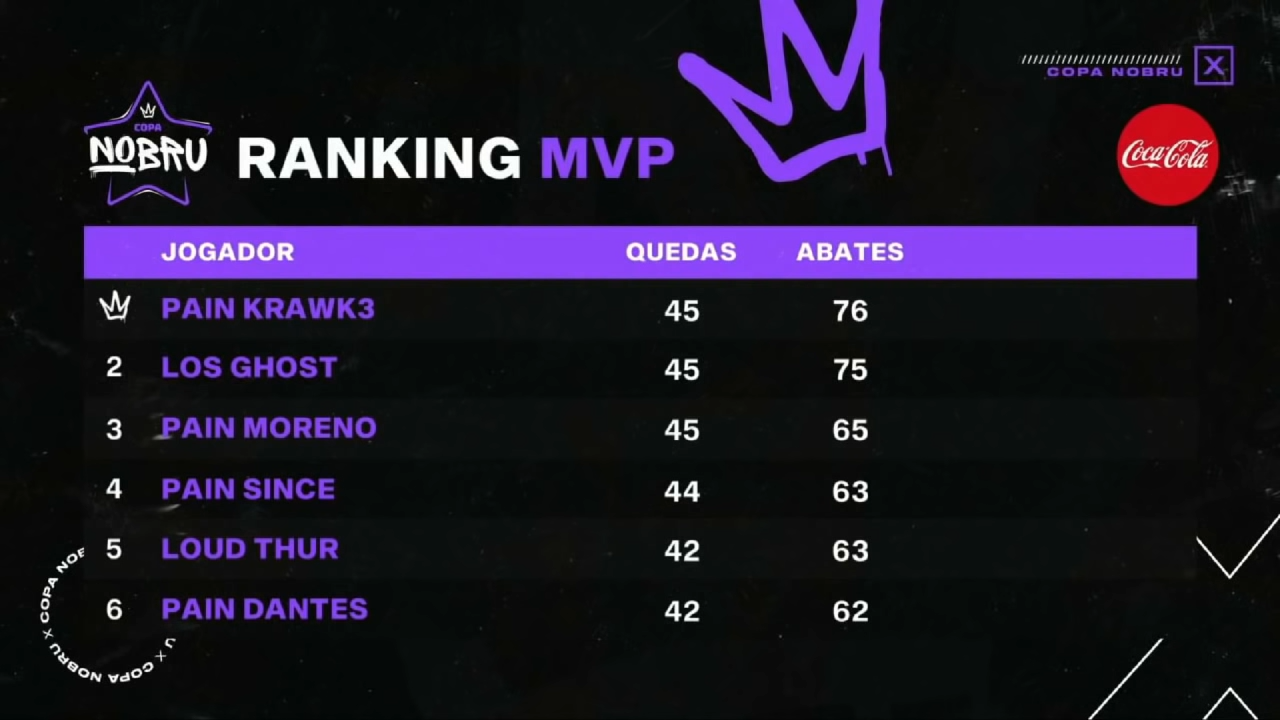 COPA NOBRU X
COPA
NOBRU
RANKING MVP
Coca-Cola
JOGADOR QUEDAS ABATES
PAIN KRAWK3 45 76
2 LOS GHOST 45 75
3 PAIN MORENO 45 65
4 PAIN SINCE 44 63
5 LOUD THUR 42 63
6 PAIN DANTES 42 62
U X COPA NOBRU X COPA NOB